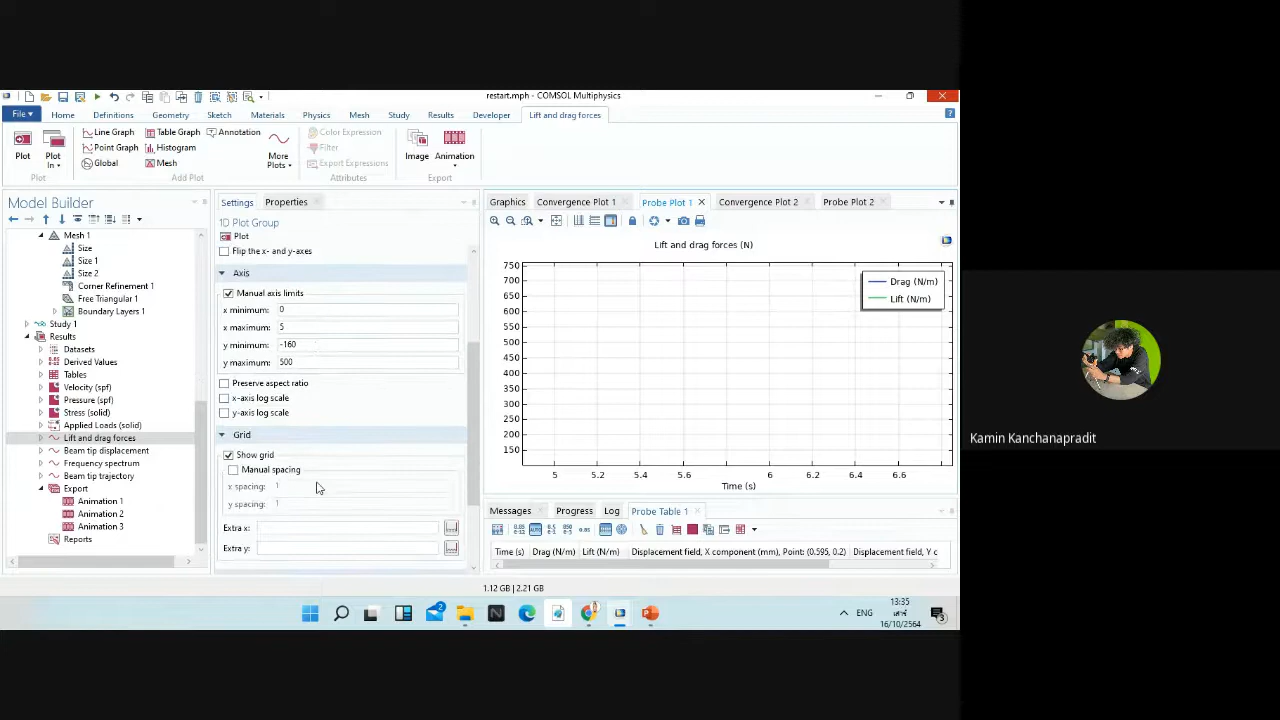 restart.mph - COMSOL Multiphysics
File Home Definitions Geometry Sketch Materials Physics Mesh Study Results Developer Lift and drag forces
Plot
Plot In
Line Graph
Point Graph
Global
Table Graph
Histogram
Mesh
Annotation
More Plots
Color Expression
Filter
Export Expressions
Image
Animation
Plot Add Plot Attributes Export
Model Builder
Mesh 1
Size
Size 1
Size 2
Corner Refinement 1
Free Triangular 1
Boundary Layers 1
Study 1
Results
Datasets
Derived Values
Tables
Velocity (spf)
Pressure (spf)
Stress (solid)
Applied Loads (solid)
Lift and drag forces
Beam tip displacement
Frequency spectrum
Beam tip trajectory
Export
Animation 1
Animation 2
Animation 3
Reports
Settings Properties
1D Plot Group
Plot
Flip the x- and y-axes
Axis
Manual axis limits
x minimum: 0
x maximum: 5
y minimum: -160
y maximum: 500
Preserve aspect ratio
x-axis log scale
y-axis log scale
Grid
Show grid
Manual spacing
x spacing: 1
y spacing: 1
Extra x:
Extra y:
Graphics Convergence Plot 1 Probe Plot 1 Convergence Plot 2 Probe Plot 2
Lift and drag forces (N)
750
700
650
600
550
500
450
400
350
300
250
200
150
Drag (N/m)
Lift (N/m)
5 5.2 5.4 5.6 5.8 6 6.2 6.4 6.6
Time (s)
Messages Progress Log Probe Table 1
Time (s) Drag (N/m) Lift (N/m) Displacement field, X component (mm), Point: (0.595, 0.2) Displacement field, Y c
1.12 GB | 2.21 GB
2
ENG
13:35
เสาร์
16/10/2564
3
Kamin Kanchanapradit